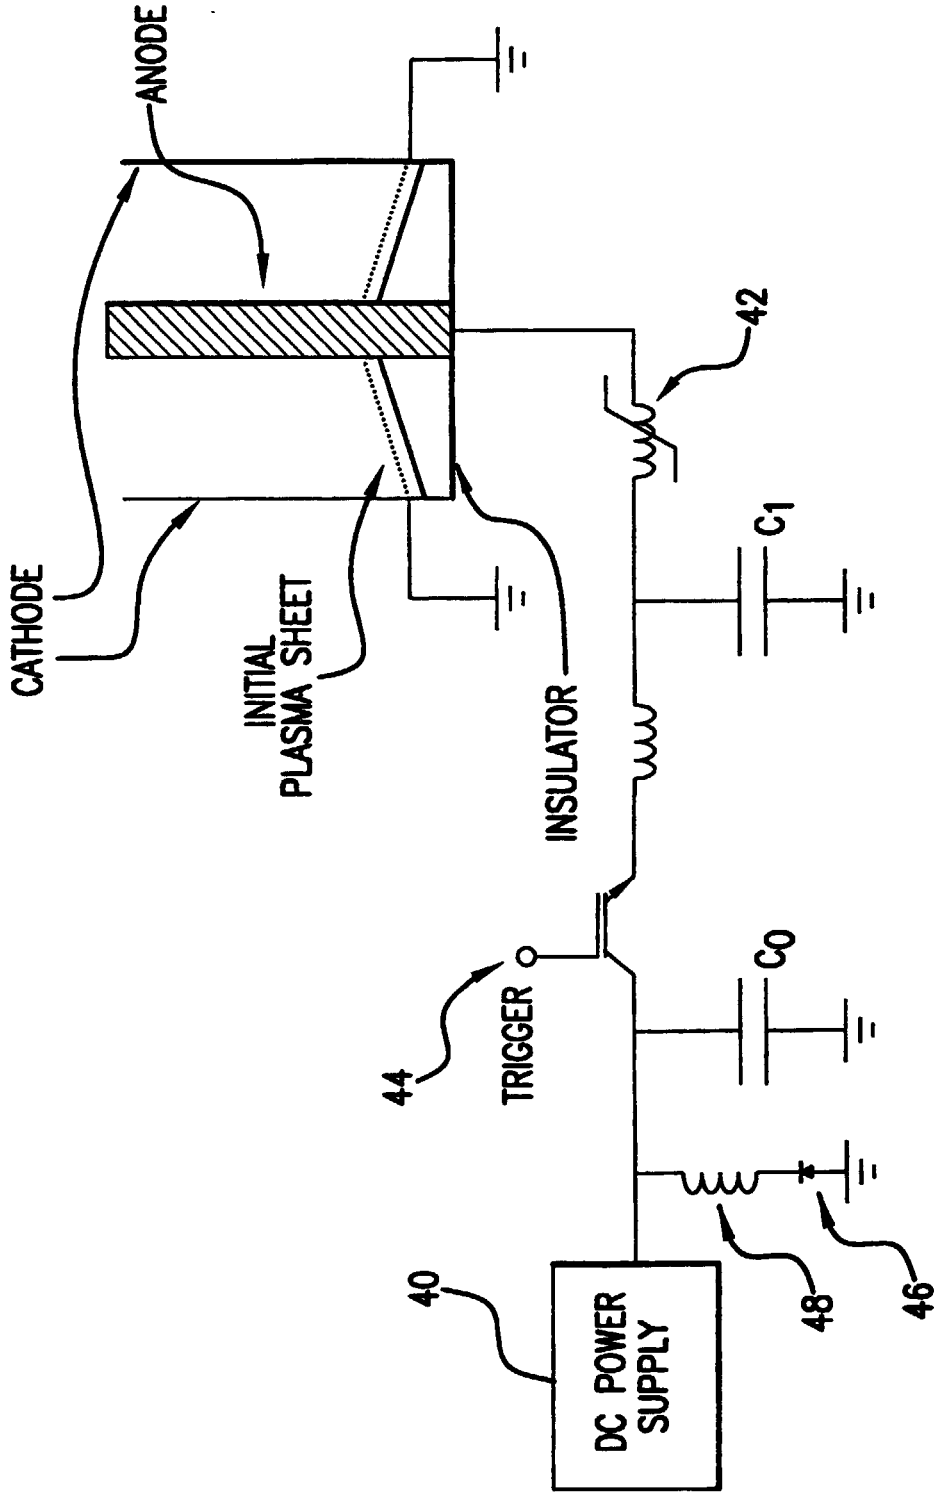 CATHODE
ANODE
INITIAL
PLASMA SHEET
INSULATOR
42
44
TRIGGER
40
DC POWER
SUPPLY
C0
C1
48
46